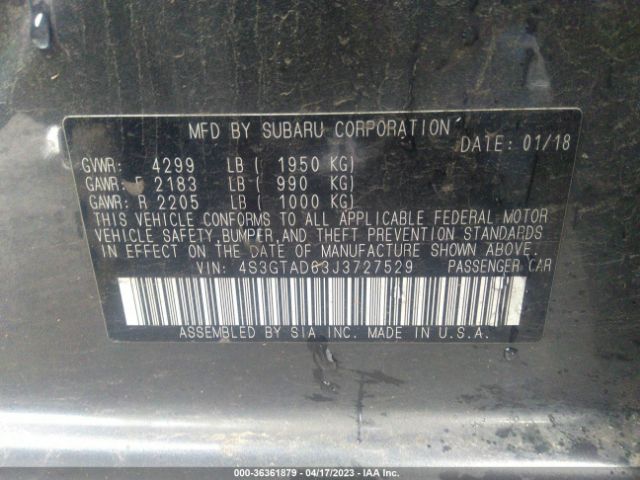 MFD BY SUBARU CORPORATION
DATE: 01/18
GVWR: 4299 LB ( 1950 KG)
GAWR: F 2183 LB ( 990 KG)
GAWR: R 2205 LB ( 1000 KG)
THIS VEHICLE CONFORMS TO ALL APPLICABLE FEDERAL MOTOR
VEHICLE SAFETY, BUMPER, AND THEFT PREVENTION STANDARDS
IN EFFECT ON THE DATE OF MANUFACTURE SHOWN ABOVE.
VIN: 4S3GTAD63J3727529 PASSENGER CAR
ASSEMBLED BY SIA, INC. MADE IN U.S.A.
000-36361879 - 04/17/2023 - IAA Inc.